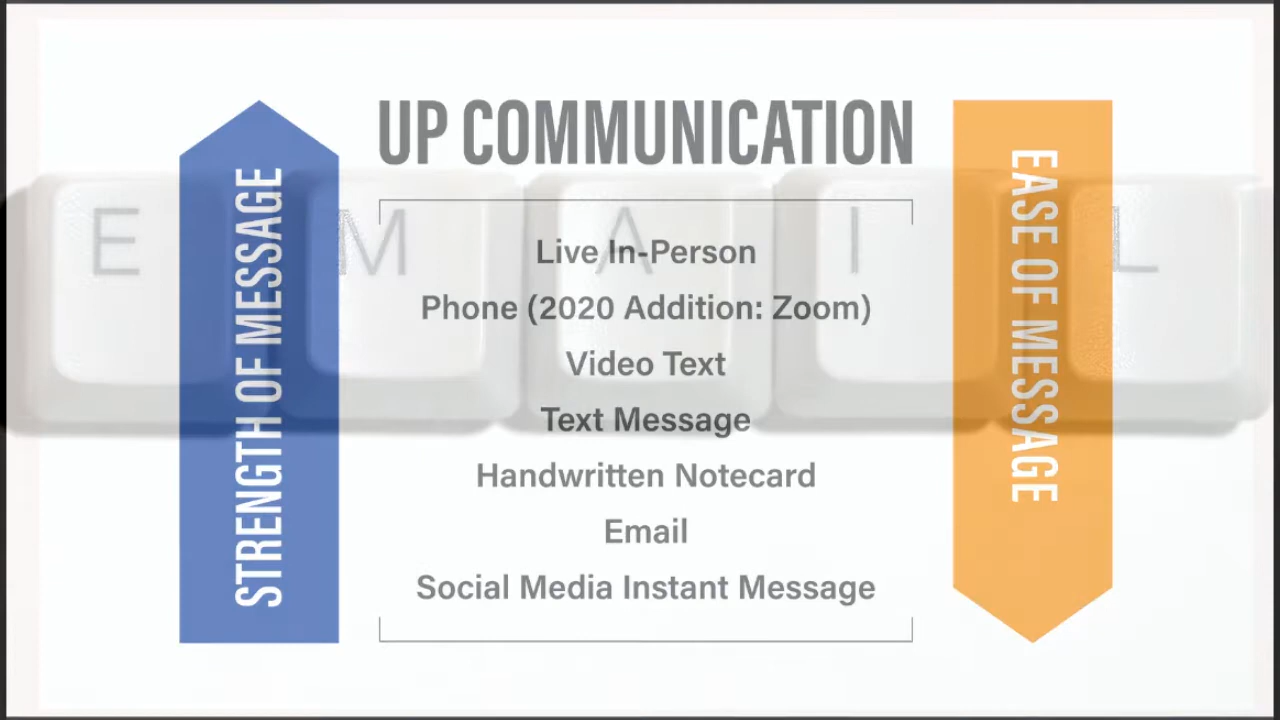 UP COMMUNICATION
STRENGTH OF MESSAGE
EASE OF MESSAGE
E M A I L
Live In-Person
Phone (2020 Addition: Zoom)
Video Text
Text Message
Handwritten Notecard
Email
Social Media Instant Message